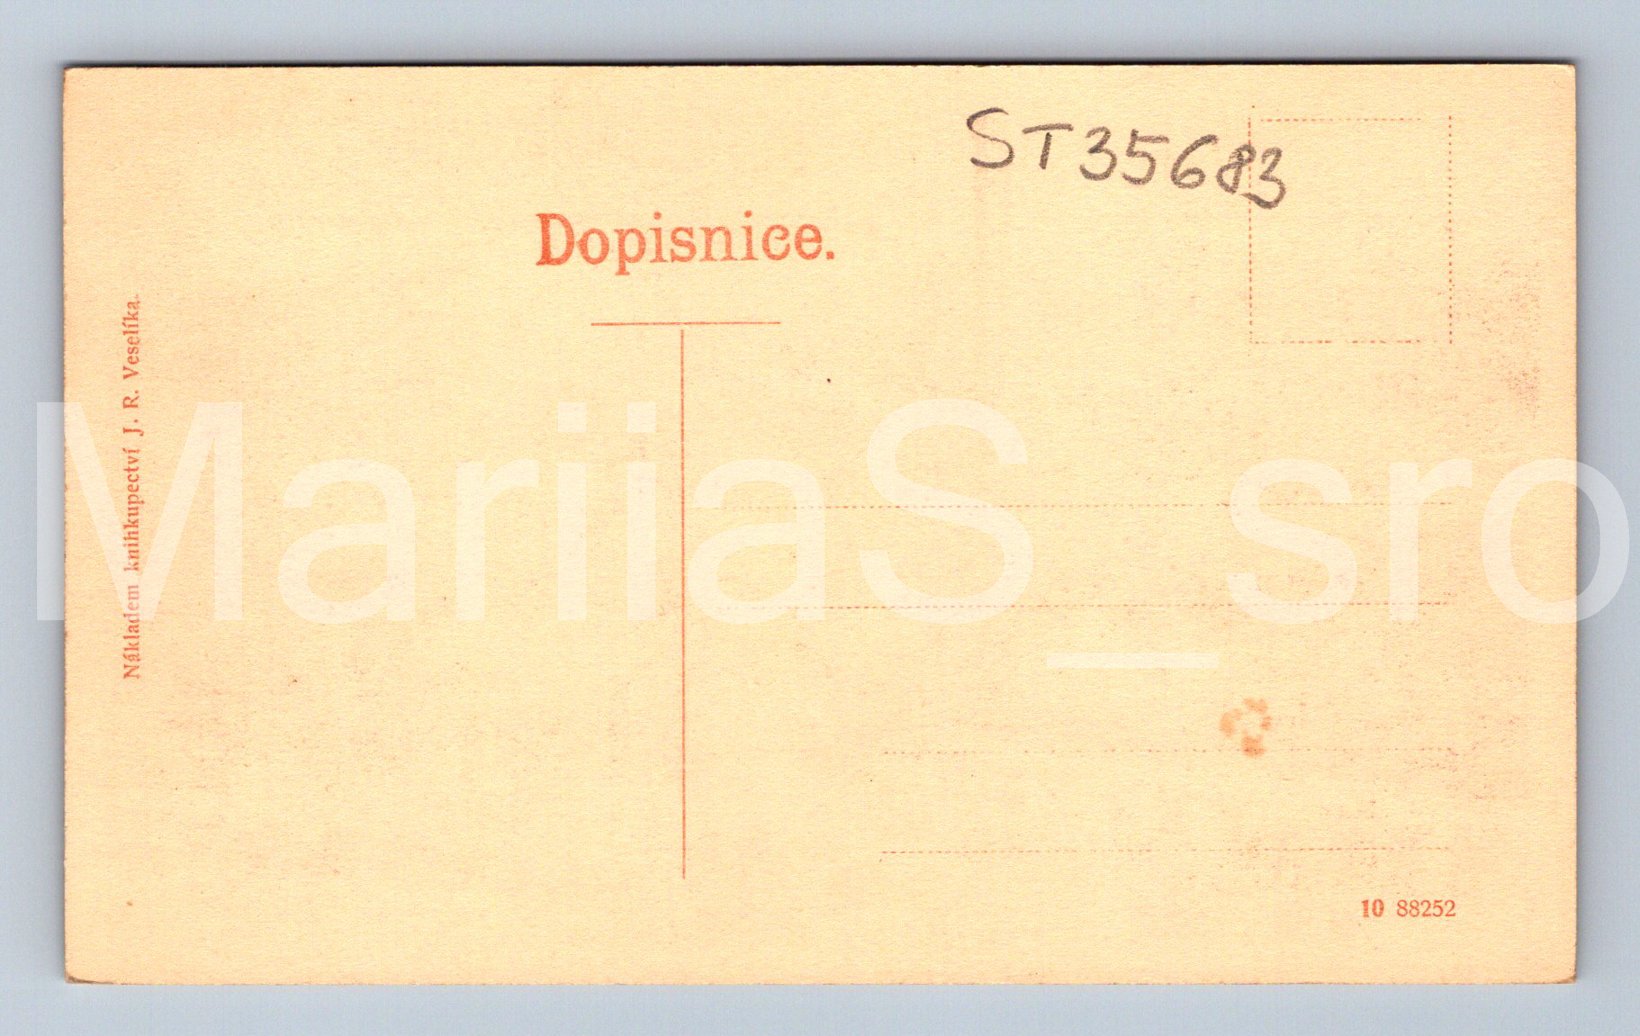 ST35683
Dopisnice.
Nákladem knihkupectví J. R. Veselíka.
MariiaS_sro
10 88252